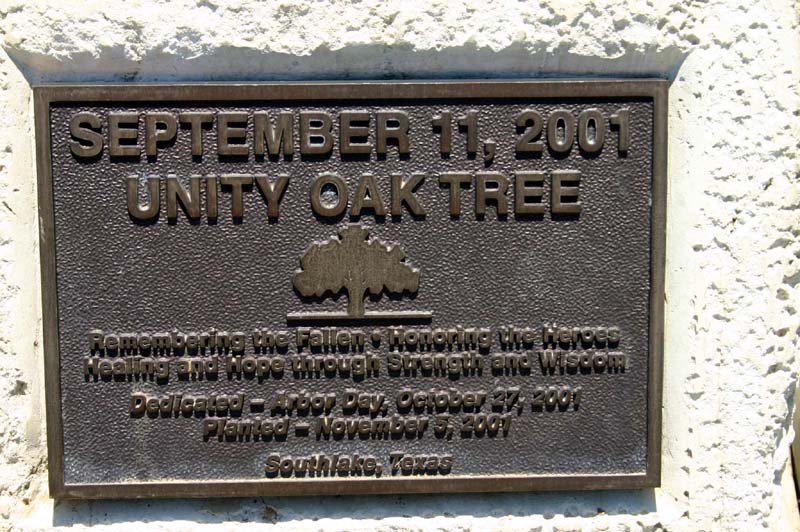 SEPTEMBER 11, 2001
UNITY OAK TREE
Remembering the Fallen • Honoring the Heroes
Healing and Hope through Strength and Wisdom
Dedicated – Arbor Day, October 27, 2001
Planted – November 5, 2001
Southlake, Texas